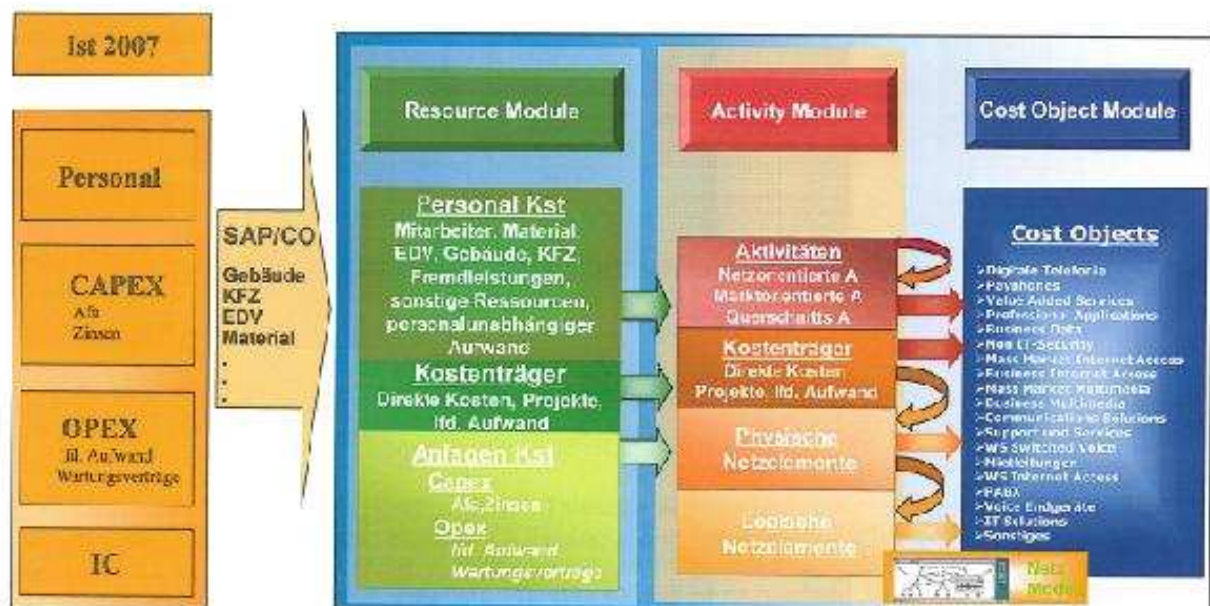 Ist 2007
Personal
CAPEX
Afa
Zinsen
OPEX
lfd. Aufwand
Wartungsverträge
IC
SAP/CO
Gebäude
KFZ
EDV
Material
Resource Module
Personal Kst
Mitarbeiter, Material
EDV, Gebäude, KFZ,
Fremdleistungen,
sonstige Ressourcen,
personalunabhängiger
Aufwand
Kostenträger
Direkte Kosten, Projekte,
lfd. Aufwand
Anlagen Kst
Capex
Afa,Zinsen
Opex
lfd. Aufwand
Wartungsverträge
Activity Module
Aktivitäten
Netzorientierte A
Marktorientierte A
Querschnitts A
Kostenträger
Direkte Kosten
Projekte, lfd. Aufwand
Physische
Netzelemente
Logische
Netzelemente
Cost Object Module
Cost Objects
➢Digitale Telefonie
➢Payphones
➢Value Added Services
➢Professional Applications
➢Business Data
➢Non IT-Security
➢Mass Market Internet Access
➢Business Internet Access
➢Mass Market Multimedia
➢Business Multimedia
➢Communications Solutions
➢Support und Services
➢WS Switched Voice
➢Mietleitungen
➢WS Internet Access
➢PABX
➢Voice Endgeräte
➢IT Solutions
➢Sonstiges
Netz